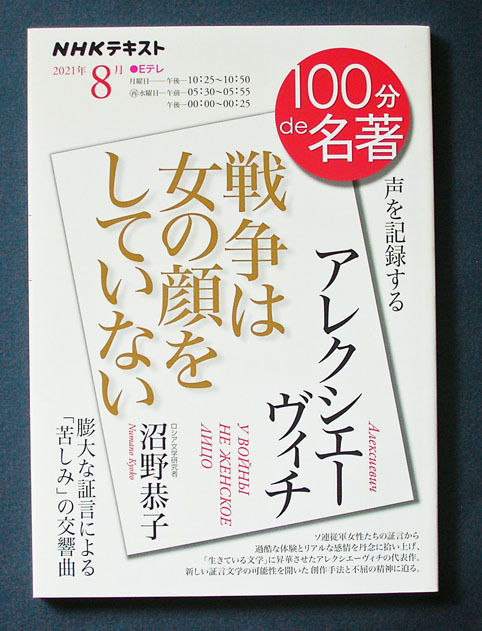 NHKテキスト
2021年 8月 ●Eテレ
月曜日――午後―10:25〜10:50
㊢水曜日―午前―05:30〜05:55
午後―00:00〜00:25
100分
de名著
声を記録する
アレクシエーヴィチ
Алексиевич
戦争は
女の顔を
していない
У ВОЙНЫ
НЕ ЖЕНСКОЕ
ЛИЦО
ロシア文学研究者
沼野恭子
Numano Kyoko
膨大な証言による
「苦しみ」の交響曲
ソ連従軍女性たちの証言から
過酷な体験とリアルな感情を丹念に拾い上げ、
「生きている文学」に昇華させたアレクシエーヴィチの代表作。
新しい証言文学の可能性を開いた創作手法と不屈の精神に迫る。